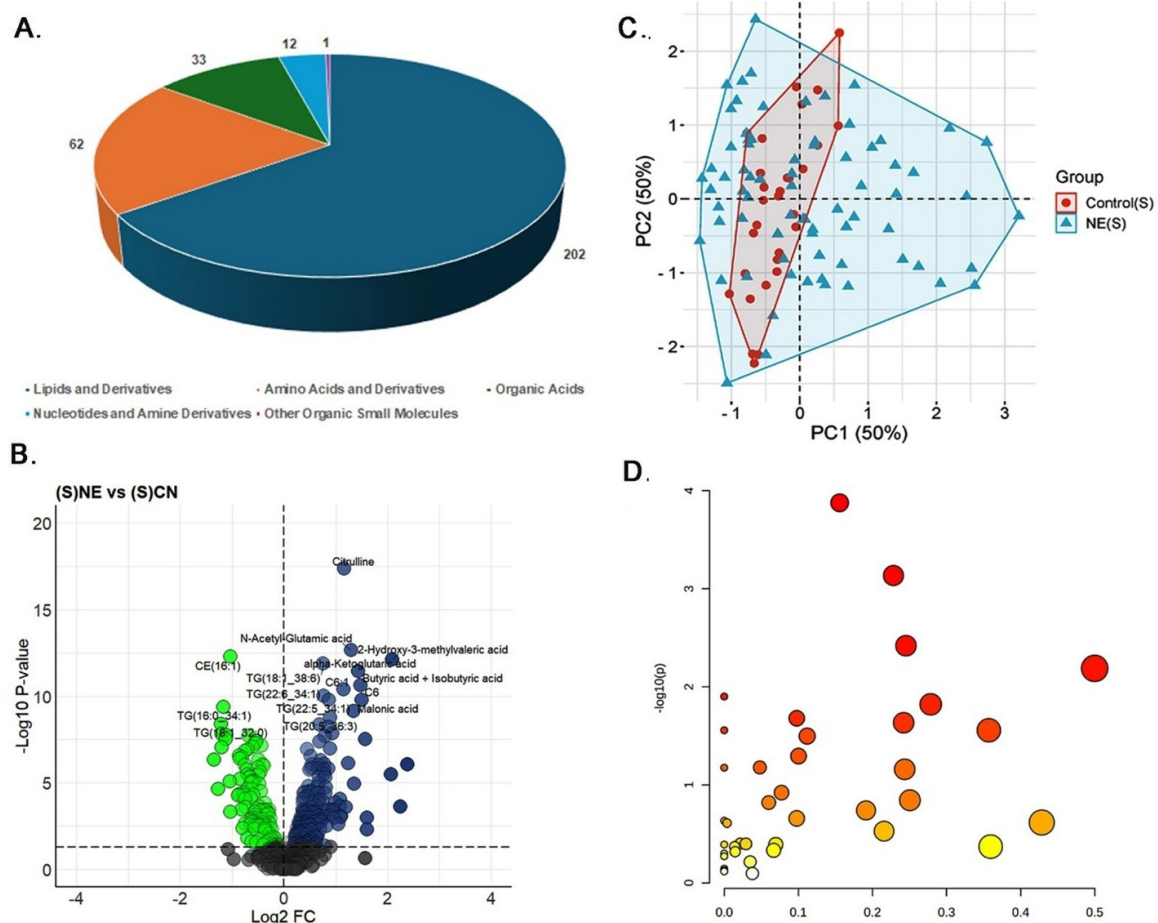 A.
12
1
33
62
202
Lipids and Derivatives
Amino Acids and Derivatives
Organic Acids
Nucleotides and Amine Derivatives
Other Organic Small Molecules
C.
2
1
0
-1
-2
PC2 (50%)
-1
0
1
2
3
PC1 (50%)
Group
Control(S)
NE(S)
B.
(S)NE vs (S)CN
20
15
10
5
0
-Log10 P-value
Citrulline
N-Acetyl-Glutamic acid
2-Hydroxy-3-methylvaleric acid
CE(16:1)
alpha-Ketoglutaric acid
TG(18:1_38:6)
C6:1
Butyric acid + Isobutyric acid
TG(22:6_34:1)
C6
TG(22:5_34:1)
Malonic acid
TG(16:0_34:1)
TG(20:5_36:3)
TG(18:1_32:0)
-4
-2
0
2
4
Log2 FC
D.
4
3
2
1
0
-log10(p)
0.0
0.1
0.2
0.3
0.4
0.5